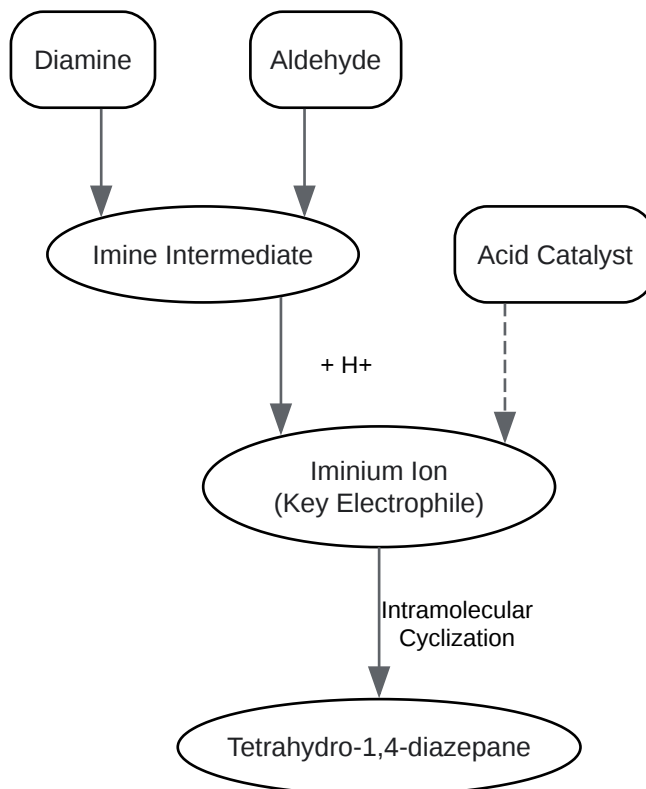 Diamine
Aldehyde
Imine Intermediate
Acid Catalyst
+ H+
Iminium Ion
(Key Electrophile)
Intramolecular
Cyclization
Tetrahydro-1,4-diazepane